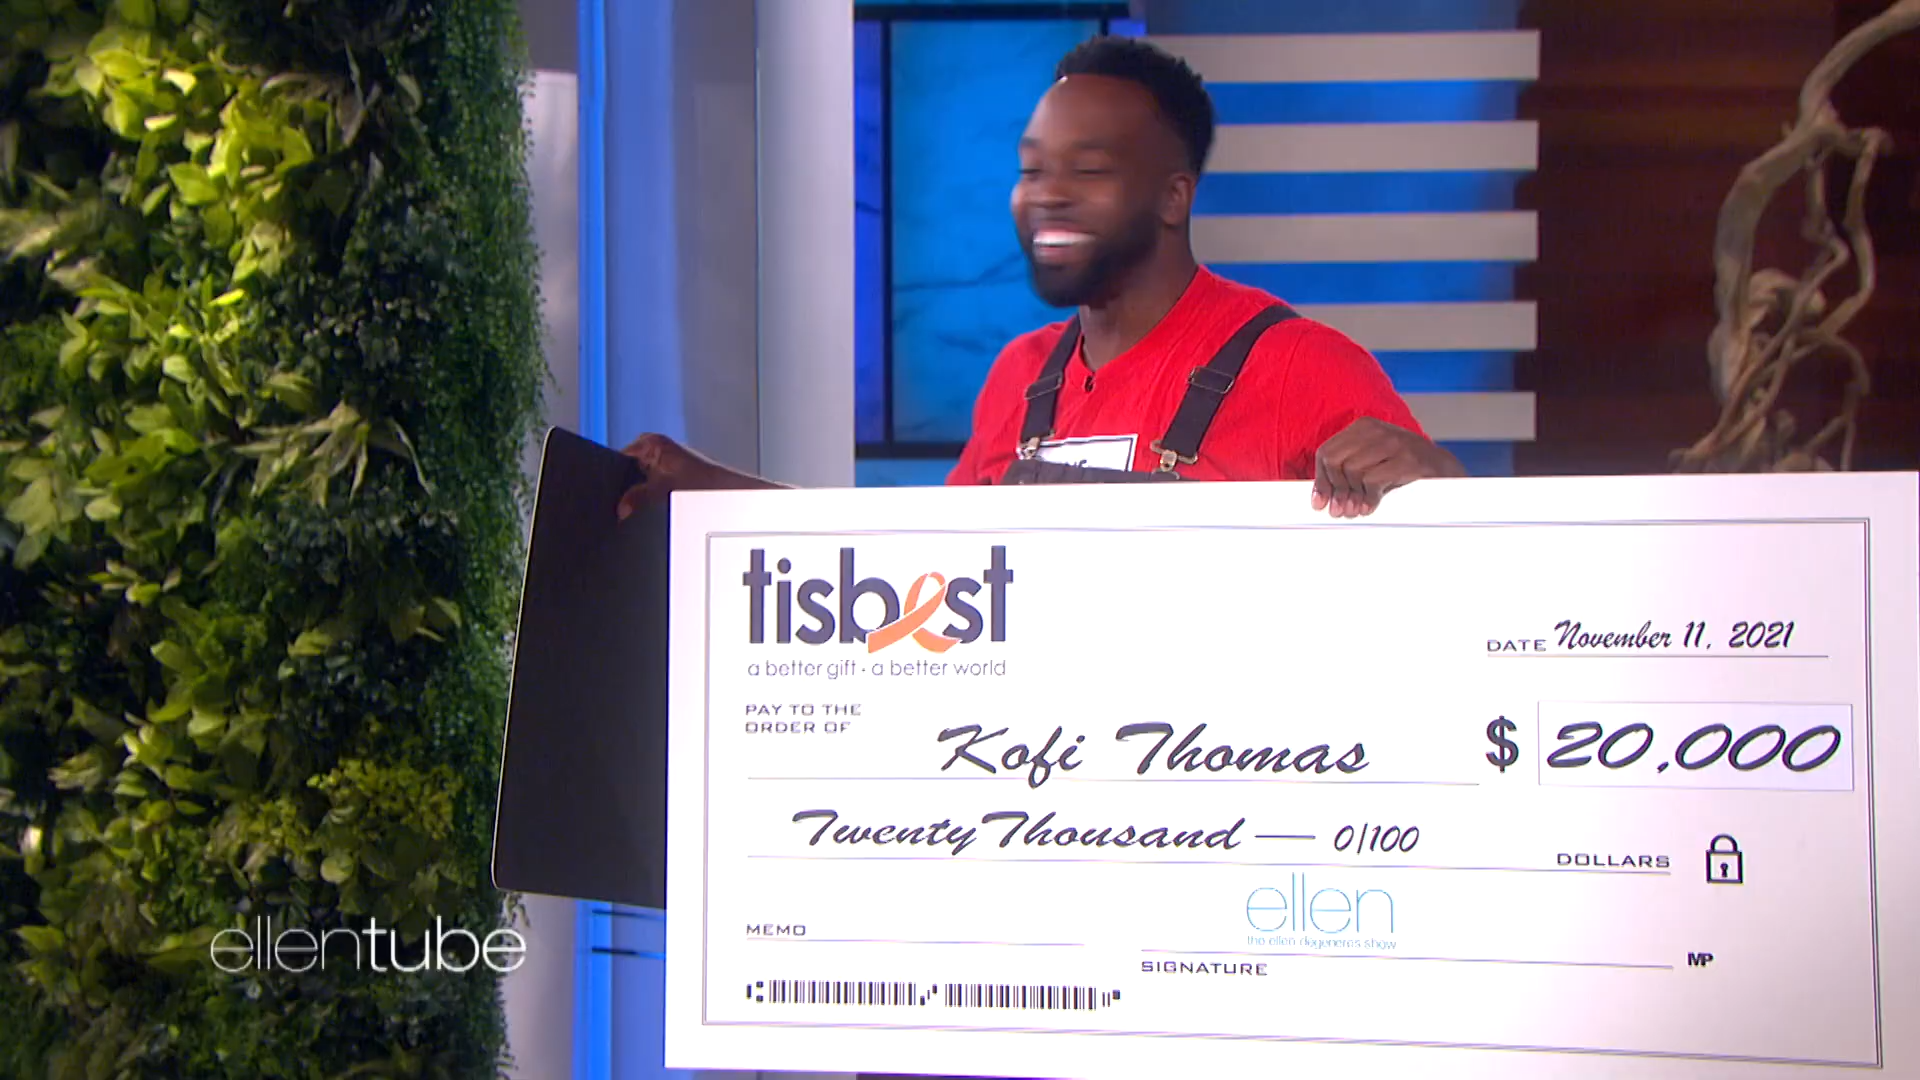 tisbest
a better gift · a better world
DATE November 11, 2021
PAY TO THE
ORDER OF
Kofi Thomas
$ 20,000
Twenty Thousand — 0/100
DOLLARS
ellen
the ellen degeneres show
MEMO
SIGNATURE
MP
ellentube